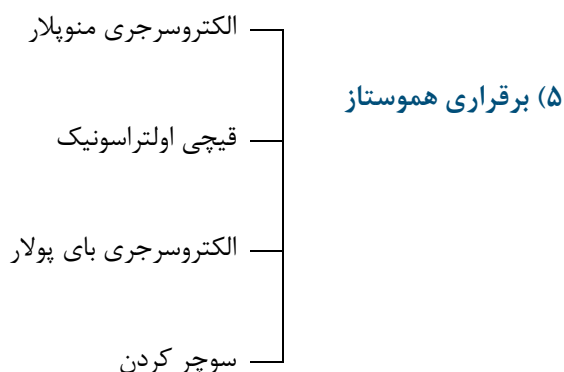 ۵) برقراری هموستاز
الکتروسرجری منوپلار
قیچی اولتراسونیک
الکتروسرجری بای پولار
سوچر کردن